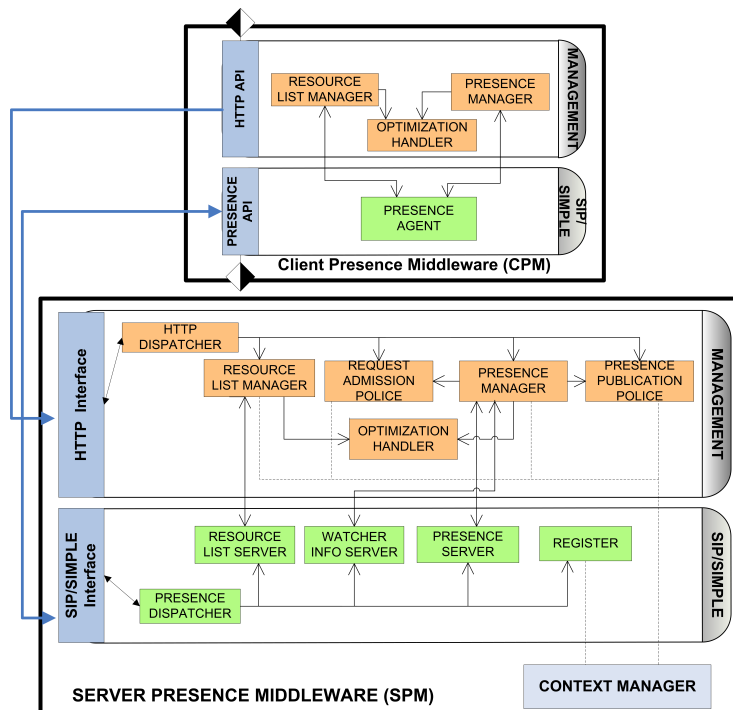 HTTP API
RESOURCE
LIST MANAGER
PRESENCE
MANAGER
OPTIMIZATION
HANDLER
MANAGEMENT
PRESENCE
API
PRESENCE
AGENT
SIP/
SIMPLE
Client Presence Middleware (CPM)
HTTP Interface
HTTP
DISPATCHER
RESOURCE
LIST MANAGER
REQUEST
ADMISSION
POLICE
PRESENCE
MANAGER
PRESENCE
PUBLICATION
POLICE
OPTIMIZATION
HANDLER
MANAGEMENT
SIP/SIMPLE
Interface
RESOURCE
LIST SERVER
WATCHER
INFO SERVER
PRESENCE
SERVER
REGISTER
PRESENCE
DISPATCHER
SIP/SIMPLE
CONTEXT MANAGER
SERVER PRESENCE MIDDLEWARE (SPM)